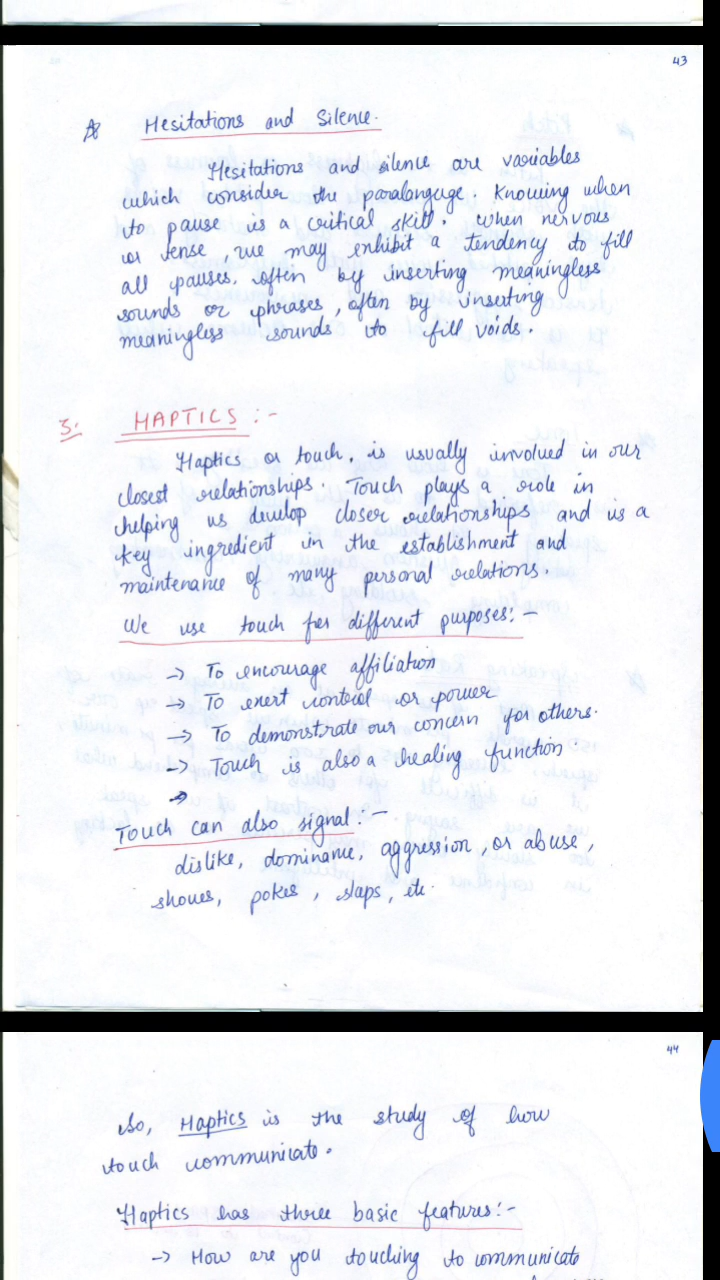 43
Hesitations and Silence.
Hesitations and silence are variables
which consider the paralanguge. Knowing when
to pause is a critical skill. When nervous
or tense, we may exhibit a tendency to fill
all pauses, often by inserting meaningless
sounds or phrases, often by inseting
meaningless sounds to fill voids.
3. HAPTICS :-
Haptics or touch, is usually involved in our
closest relationships. Touch plays a role in
helping us develop closer relationships and is a
key ingredient in the establishment and
maintenance of many personal relations.
We use touch for different purposes:-
→ To encourage affiliation
→ To exert control or power
→ To demonstrate our concern for others.
→ Touch is also a healing function
→
Touch can also signal :-
dislike, dominance, aggression, or abuse,
shoves, pokes, slaps, etc.
44
So, Haptics is the study of how
touch communicate.
Haptics has three basic features:-
→ How are you touching to communicate